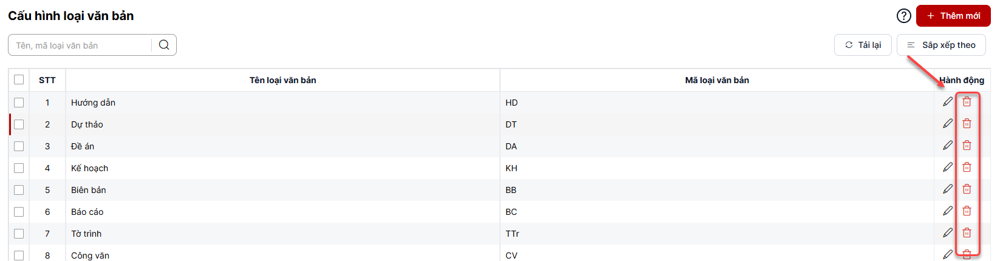 Cấu hình loại văn bản
? + Thêm mới
Tên, mã loại văn bản
Tải lại Sắp xếp theo
STT Tên loại văn bản Mã loại văn bản Hành động
1 Hướng dẫn HD
2 Dự thảo DT
3 Đề án DA
4 Kế hoạch KH
5 Biên bản BB
6 Báo cáo BC
7 Tờ trình TTr
8 Công văn CV